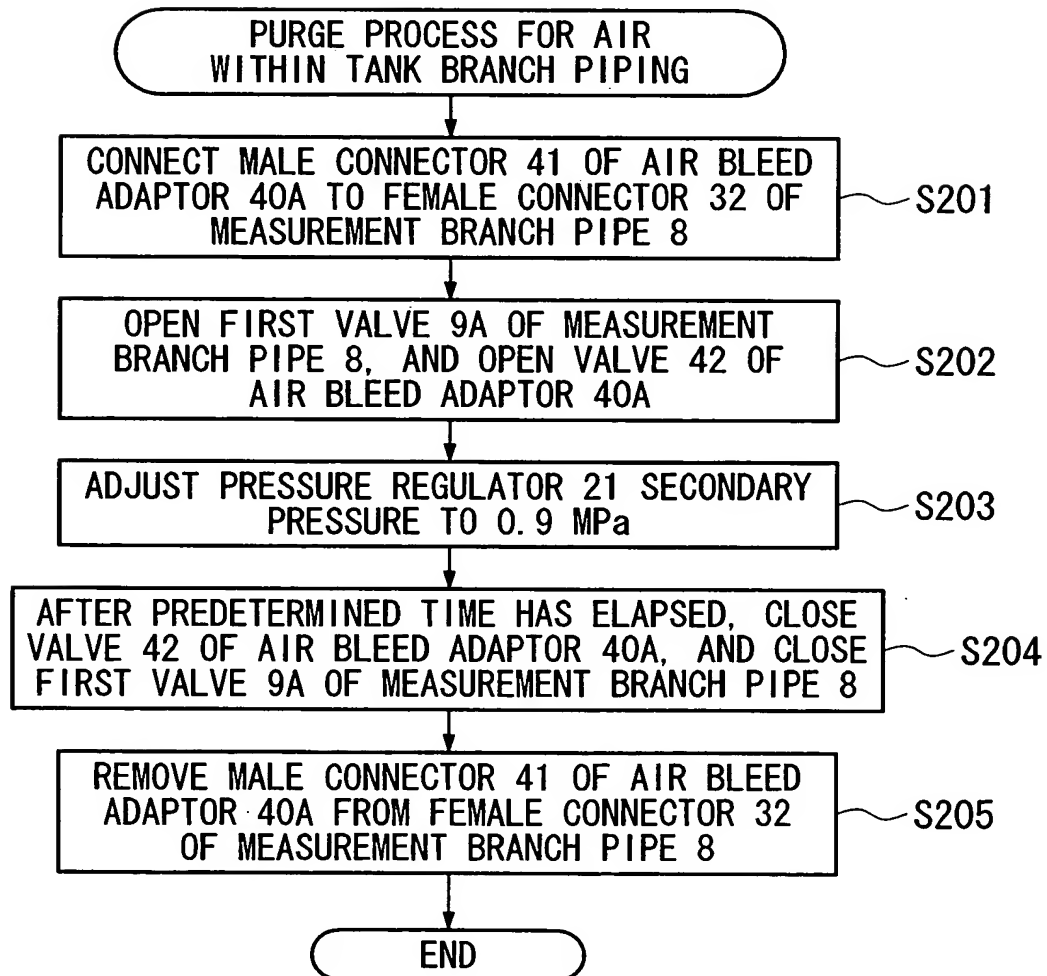 PURGE PROCESS FOR AIR
WITHIN TANK BRANCH PIPING
CONNECT MALE CONNECTOR 41 OF AIR BLEED
ADAPTOR 40A TO FEMALE CONNECTOR 32 OF
MEASUREMENT BRANCH PIPE 8
S201
OPEN FIRST VALVE 9A OF MEASUREMENT
BRANCH PIPE 8, AND OPEN VALVE 42 OF
AIR BLEED ADAPTOR 40A
S202
ADJUST PRESSURE REGULATOR 21 SECONDARY
PRESSURE TO 0.9 MPa
S203
AFTER PREDETERMINED TIME HAS ELAPSED, CLOSE
VALVE 42 OF AIR BLEED ADAPTOR 40A, AND CLOSE
FIRST VALVE 9A OF MEASUREMENT BRANCH PIPE 8
S204
REMOVE MALE CONNECTOR 41 OF AIR BLEED
ADAPTOR 40A FROM FEMALE CONNECTOR 32
OF MEASUREMENT BRANCH PIPE 8
S205
END